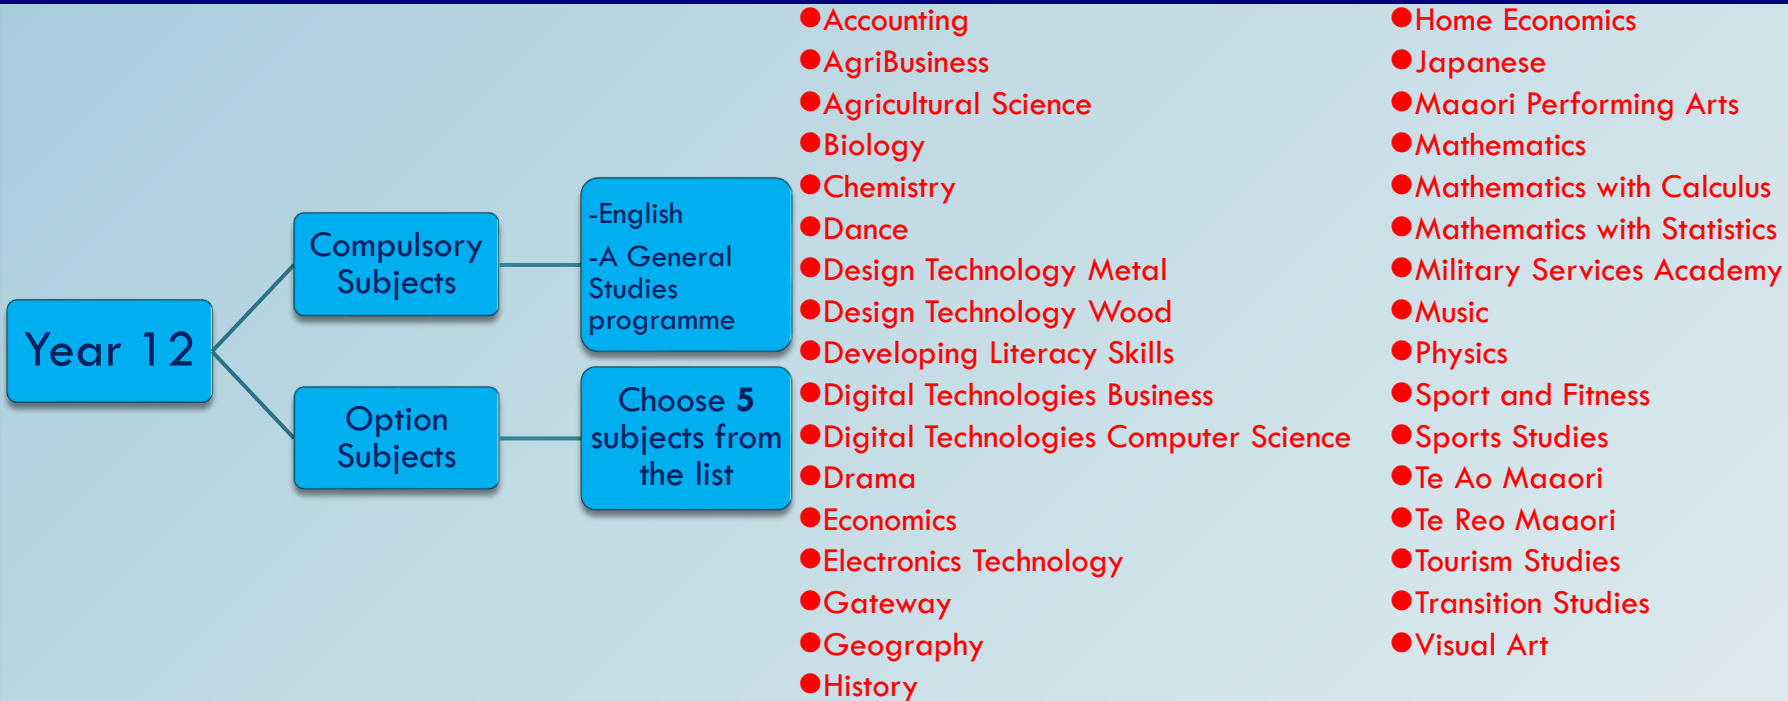 Year 12
Compulsory
Subjects
-English
-A General
Studies
programme
Option
Subjects
Choose 5
subjects from
the list
●Accounting
●AgriBusiness
●Agricultural Science
●Biology
●Chemistry
●Dance
●Design Technology Metal
●Design Technology Wood
●Developing Literacy Skills
●Digital Technologies Business
●Digital Technologies Computer Science
●Drama
●Economics
●Electronics Technology
●Gateway
●Geography
●History
●Home Economics
●Japanese
●Maaori Performing Arts
●Mathematics
●Mathematics with Calculus
●Mathematics with Statistics
●Military Services Academy
●Music
●Physics
●Sport and Fitness
●Sports Studies
●Te Ao Maaori
●Te Reo Maaori
●Tourism Studies
●Transition Studies
●Visual Art